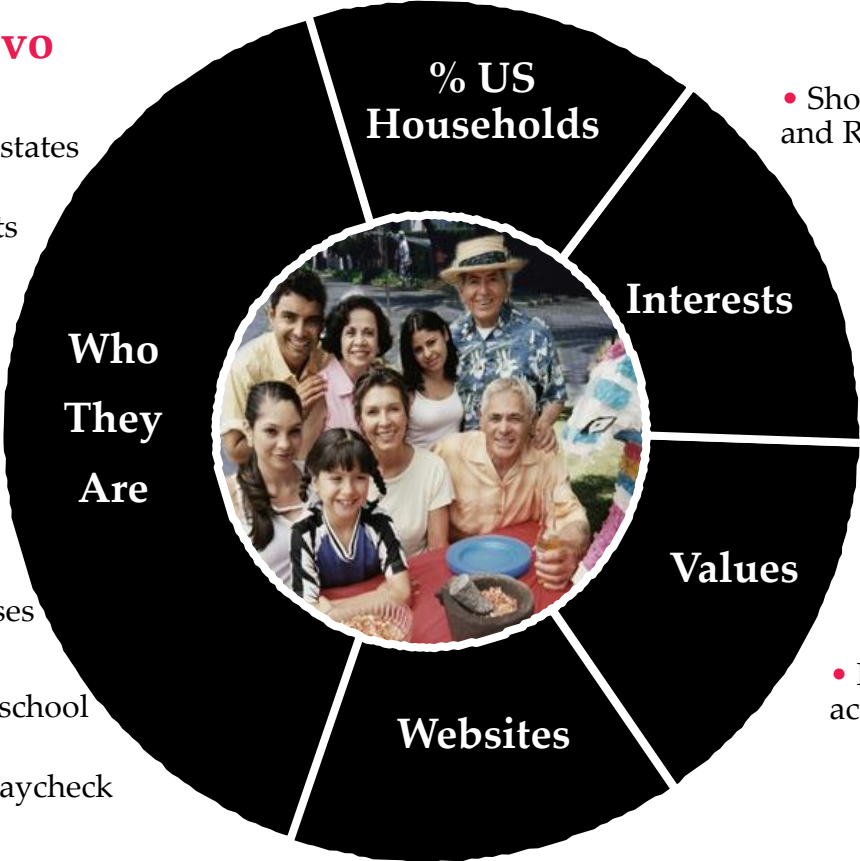 vo
states
ts
ses
school
aycheck
Who
They
Are
% US
Households
Interests
Values
Websites
• Sho
and R
•
ac